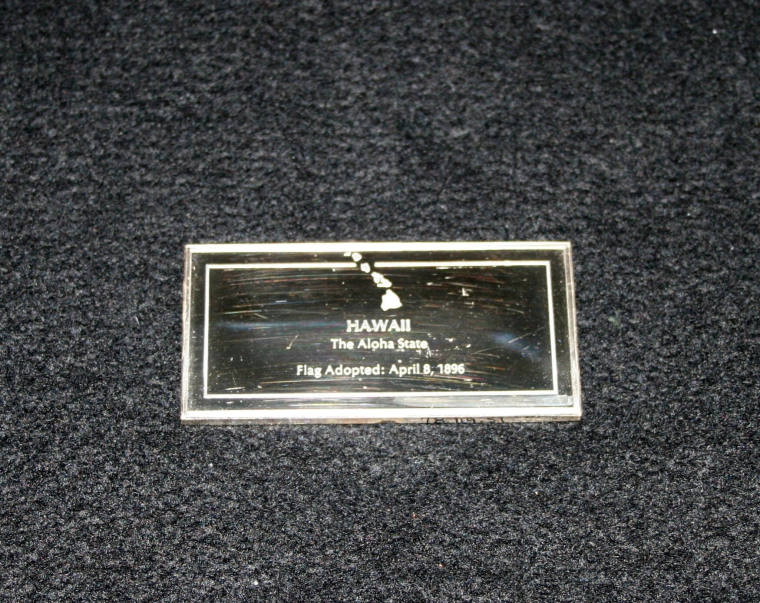 HAWAII
The Aloha State
Flag Adopted: April 8, 1896